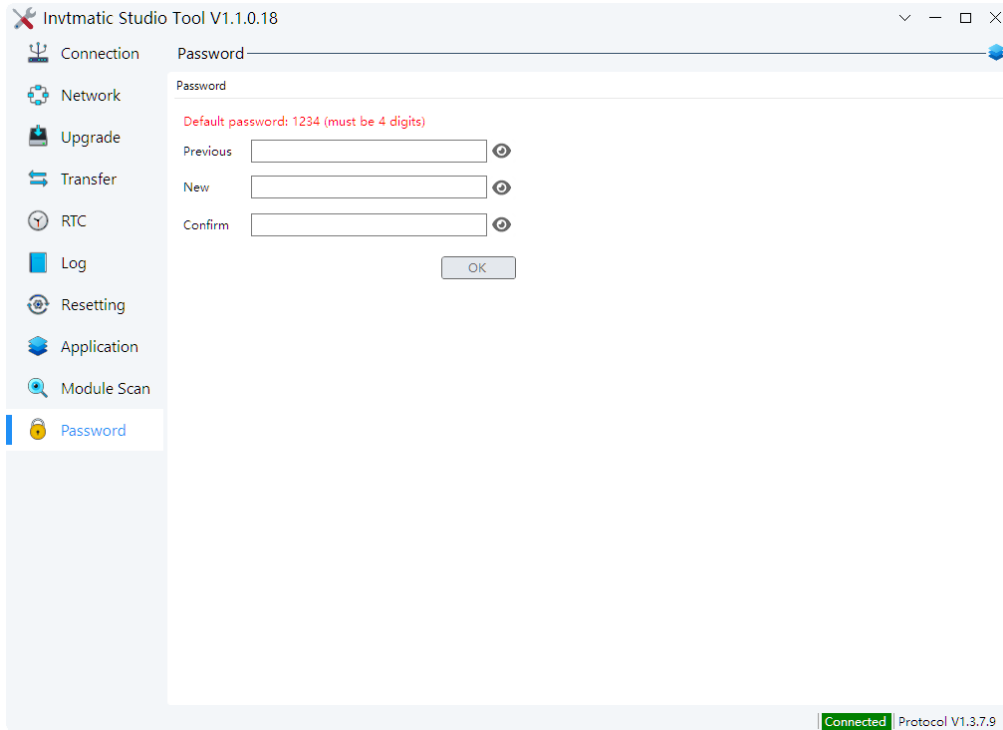 Invtmatic Studio Tool V1.1.0.18
Connection
Network
Upgrade
Transfer
RTC
Log
Resetting
Application
Module Scan
Password
Password
Password
Default password: 1234 (must be 4 digits)
Previous
New
Confirm
OK
Connected Protocol V1.3.7.9